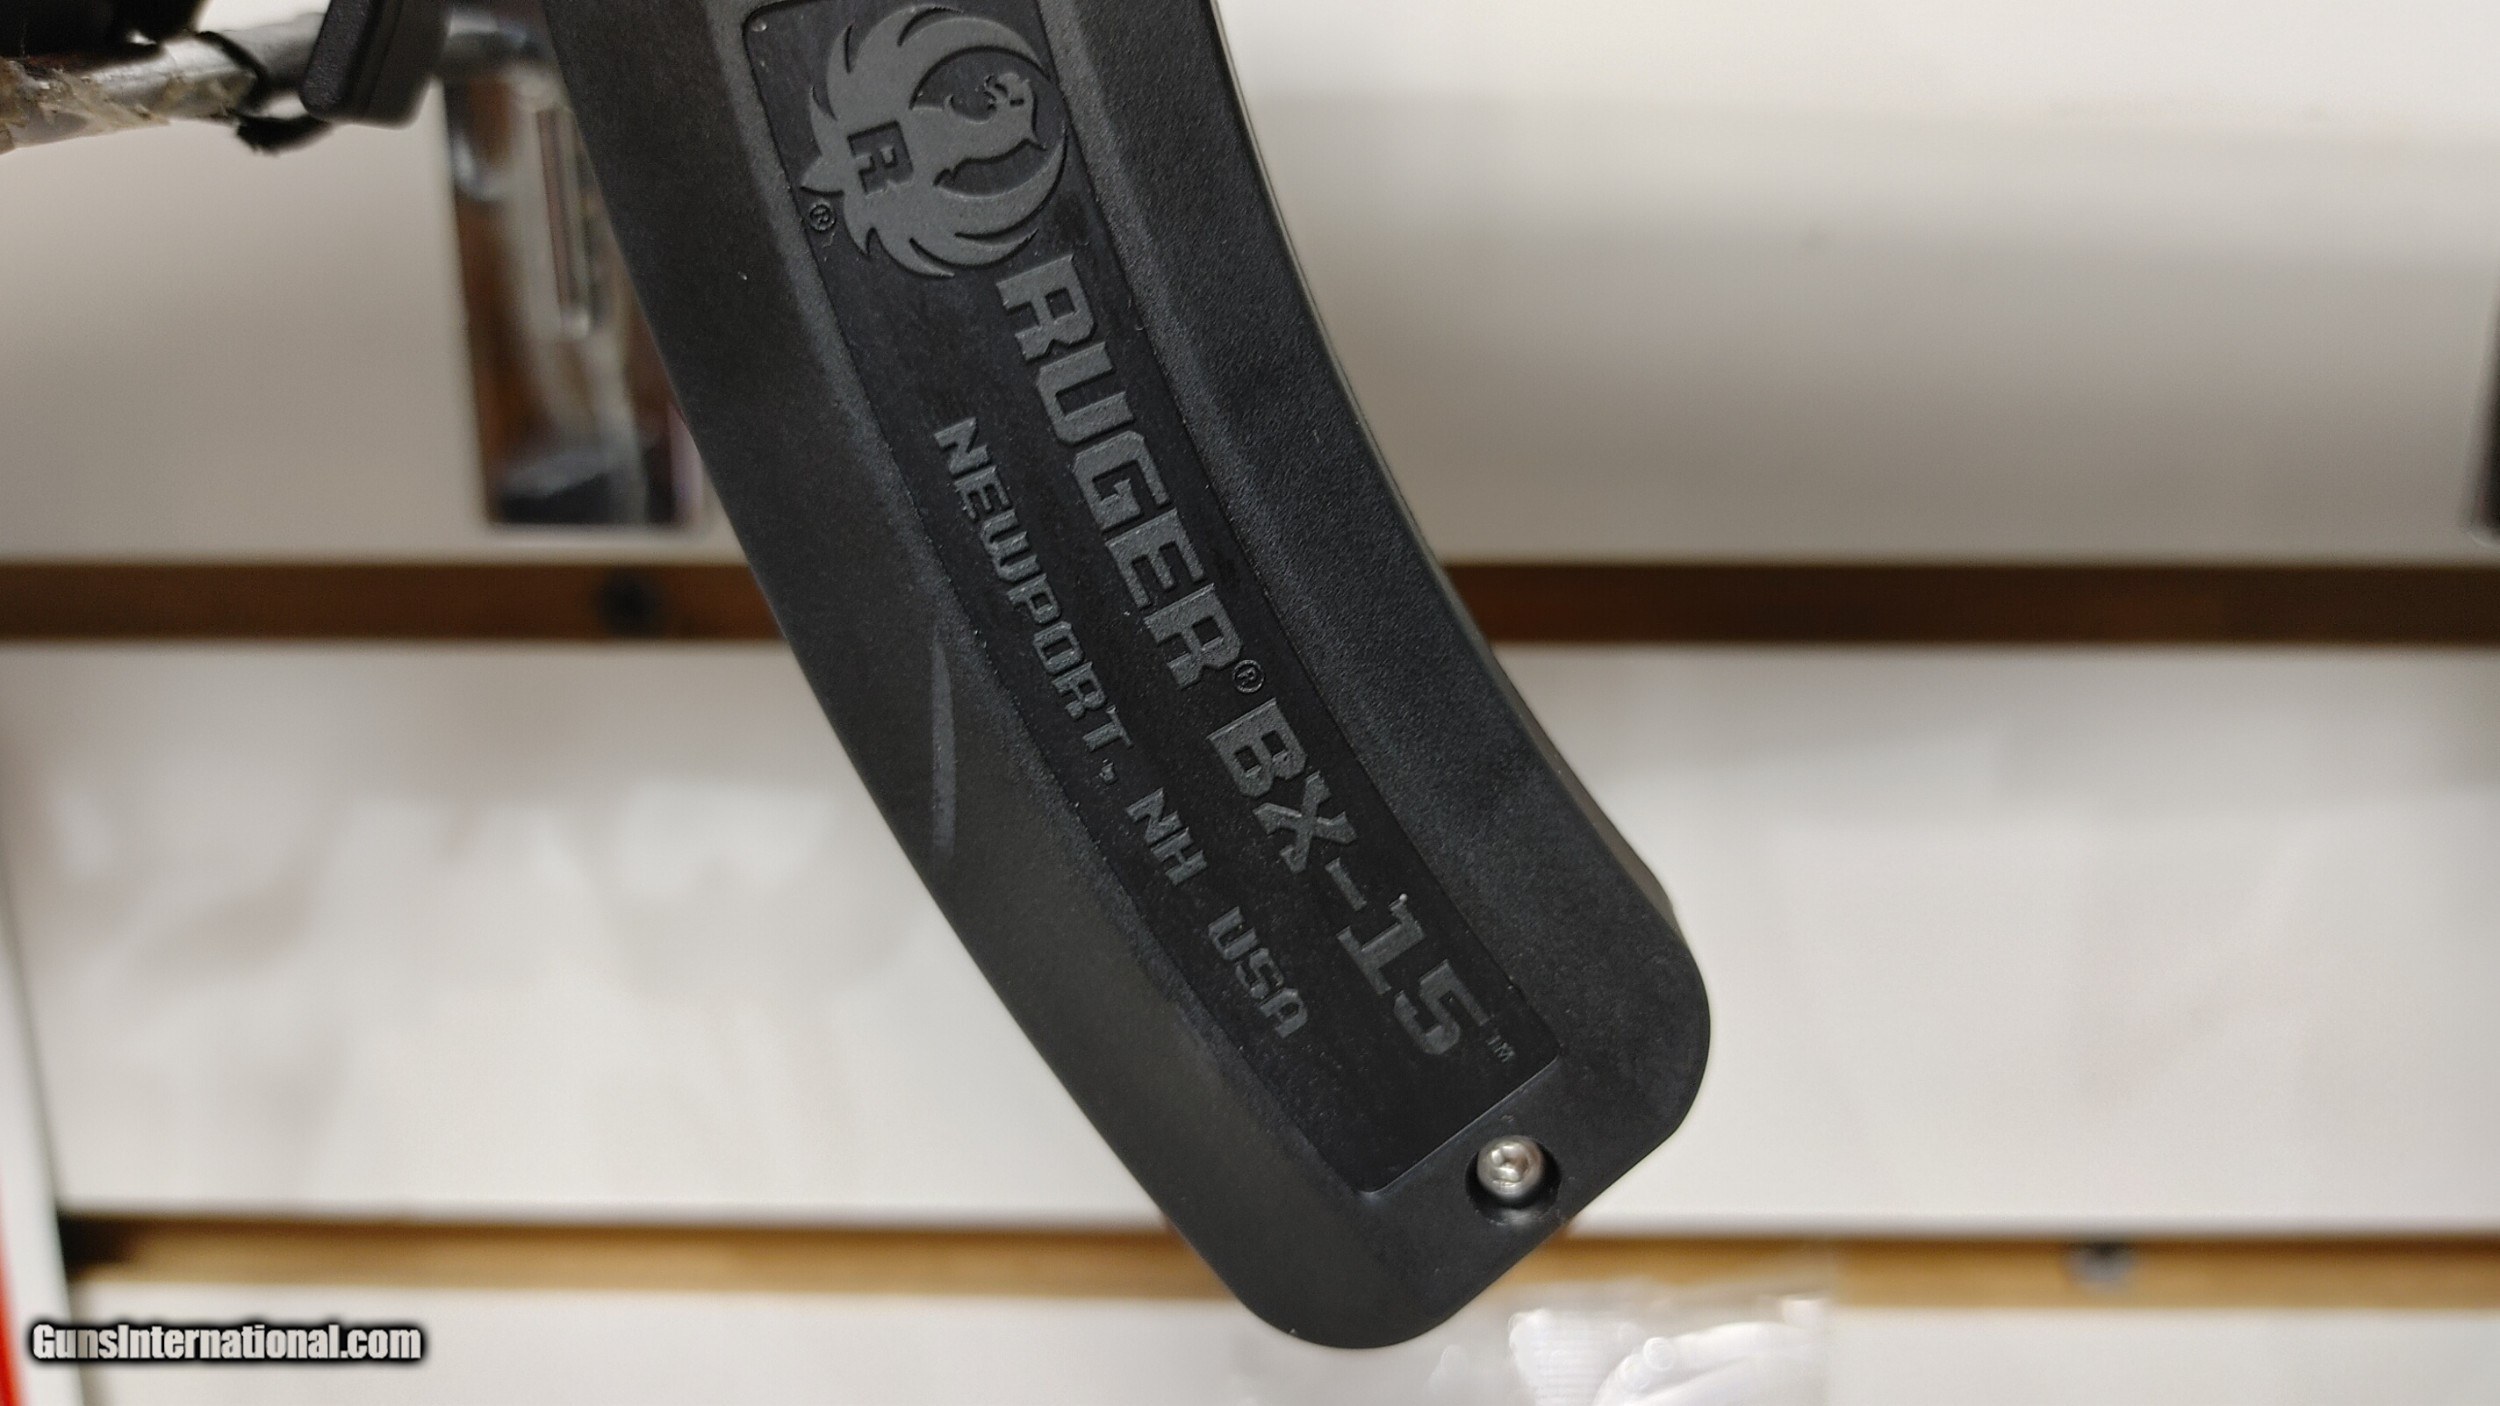 R
®
RUGER® BX-15™
NEWPORT, NH USA
GunsInternational.com